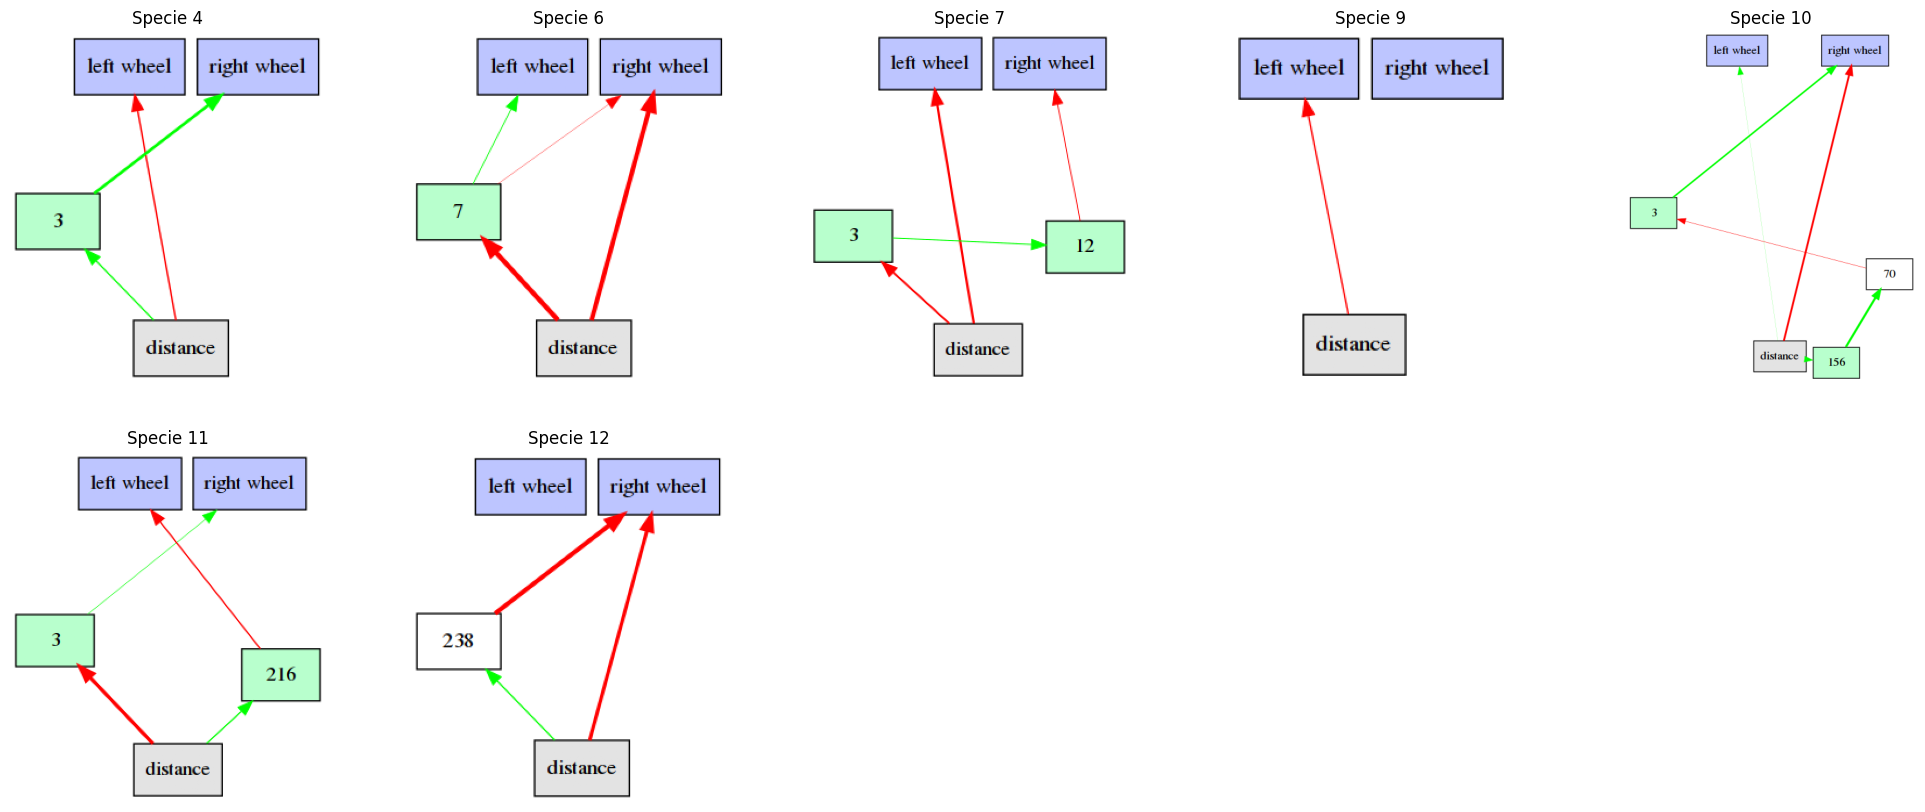 Specie 4
left wheel right wheel
3
distance
Specie 6
left wheel right wheel
7
distance
Specie 7
left wheel right wheel
3
12
distance
Specie 9
left wheel right wheel
distance
Specie 10
left wheel right wheel
3
70
distance
156
Specie 11
left wheel right wheel
3
216
distance
Specie 12
left wheel right wheel
238
distance